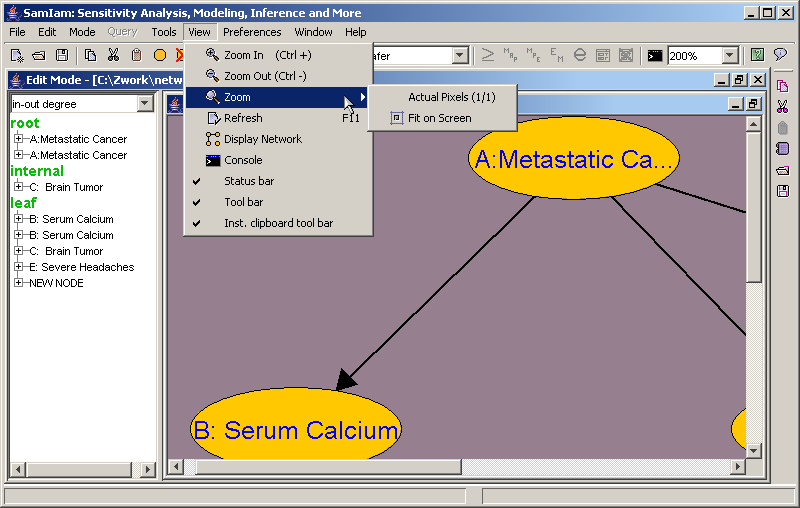 SamIam: Sensitivity Analysis, Modeling, Inference and More
File Edit Mode Query Tools View Preferences Window Help
afer
200%
Edit Mode - [C:\Zwork\netw
in-out degree
root
A:Metastatic Cancer
A:Metastatic Cancer
internal
C: Brain Tumor
leaf
B: Serum Calcium
B: Serum Calcium
C: Brain Tumor
E: Severe Headaches
NEW NODE
Zoom In (Ctrl +)
Zoom Out (Ctrl -)
Zoom
Refresh F11
Display Network
Console
Status bar
Tool bar
Inst. clipboard tool bar
Actual Pixels (1/1)
Fit on Screen
A:Metastatic Ca...
B: Serum Calcium